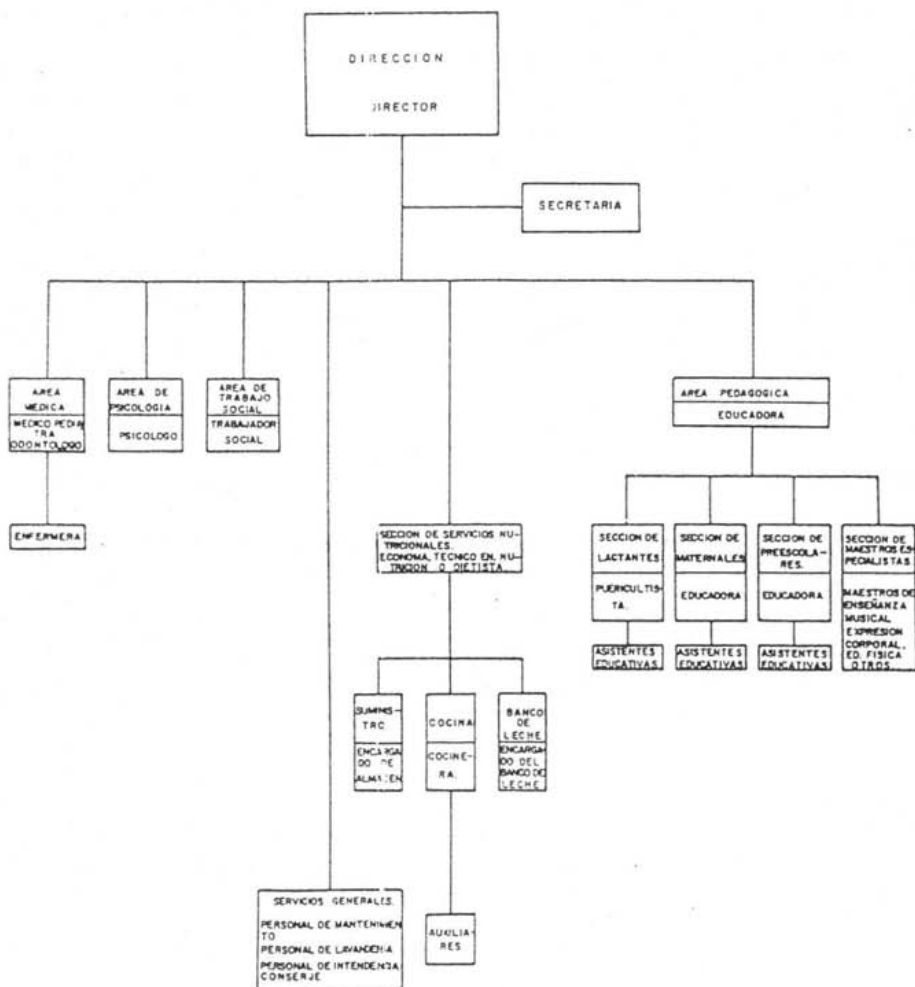 DIRECCION
DIRECTOR
SECRETARIA
AREA
MEDICA
MEDICO PEDIA-
TRA
ODONTOLOGO
ENFERMERA
AREA DE
PSICOLOGIA
PSICOLOGO
AREA DE
TRABAJO
SOCIAL
TRABAJADOR
SOCIAL
SERVICIOS GENERALES.
PERSONAL DE MANTENIMIEN
TO
PERSONAL DE LAVANDERIA
PERSONAL DE INTENDENCIA
CONSERJE
SECCION DE SERVICIOS NU-
TRICIONALES.
ECONOMA, TECNICO EN NU-
TRICION O DIETISTA.
SUMINIS-
TRO
ENCARGA
DO DE
ALMACEN
COCINA
COCINE-
RA.
AUXILIA-
RES
BANCO
DE
LECHE
ENCARGA-
DO DEL
BANCO DE
LECHE
AREA PEDAGOGICA
EDUCADORA
SECCION DE
LACTANTES
PUERICULTIS-
TA.
ASISTENTES
EDUCATIVAS
SECCION DE
MATERNALES
EDUCADORA
ASISTENTES
EDUCATIVAS
SECCION DE
PREESCOLA-
RES.
EDUCADORA
ASISTENTES
EDUCATIVAS
SECCION DE
MAESTROS ES-
PECIALISTAS
MAESTROS DE
ENSEÑANZA
MUSICAL
EXPRESION
CORPORAL,
ED. FISICA
OTROS.